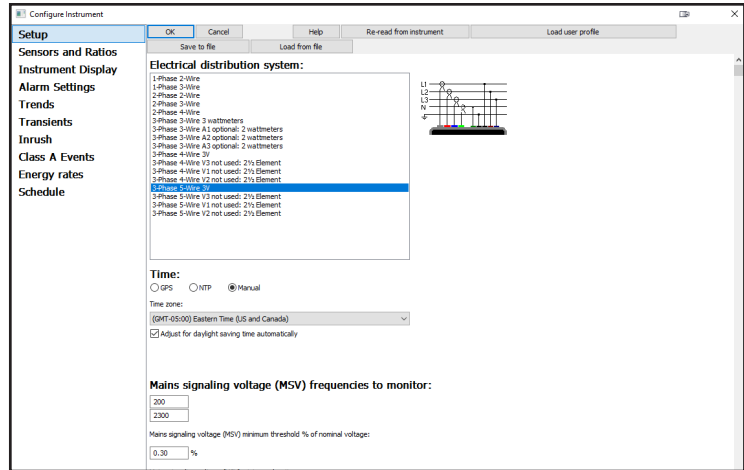 Configure Instrument
Setup
Sensors and Ratios
Instrument Display
Alarm Settings
Trends
Transients
Inrush
Class A Events
Energy rates
Schedule
OK Cancel Help Re-read from instrument Load user profile
Save to file Load from file
Electrical distribution system:
1-Phase 2-Wire
1-Phase 3-Wire
2-Phase 2-Wire
2-Phase 3-Wire
2-Phase 4-Wire
3-Phase 3-Wire 3 wattmeters
3-Phase 3-Wire A1 optional: 2 wattmeters
3-Phase 3-Wire A2 optional: 2 wattmeters
3-Phase 3-Wire A3 optional: 2 wattmeters
3-Phase 4-Wire 3V
3-Phase 4-Wire V3 not used: 2½ Element
3-Phase 4-Wire V1 not used: 2½ Element
3-Phase 4-Wire V2 not used: 2½ Element
3-Phase 5-Wire 3V
3-Phase 5-Wire V3 not used: 2½ Element
3-Phase 5-Wire V1 not used: 2½ Element
3-Phase 5-Wire V2 not used: 2½ Element
L1
L2
L3
N
Time:
GPS NTP Manual
Time zone:
(GMT-05:00) Eastern Time (US and Canada)
Adjust for daylight saving time automatically
Mains signaling voltage (MSV) frequencies to monitor:
200
2300
Mains signaling voltage (MSV) minimum threshold % of nominal voltage:
0.30 %